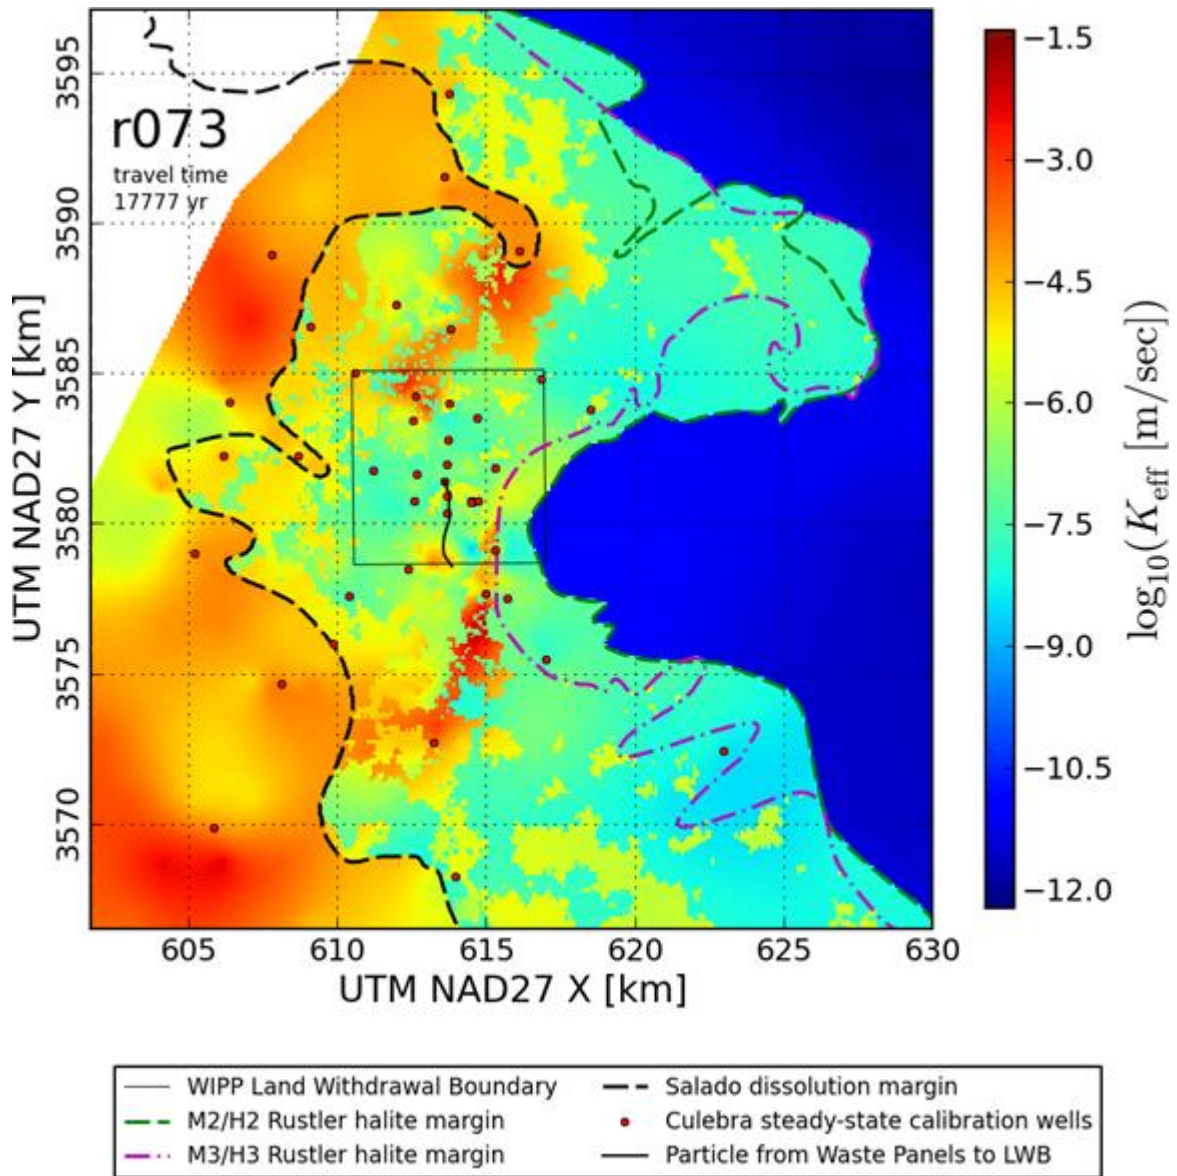 r073
travel time
17777 yr
3595
3590
3585
3580
3575
3570
UTM NAD27 Y [km]
605 610 615 620 625 630
UTM NAD27 X [km]
−1.5
−3.0
−4.5
−6.0
−7.5
−9.0
−10.5
−12.0
log10(Keff [m/sec])
WIPP Land Withdrawal Boundary
M2/H2 Rustler halite margin
M3/H3 Rustler halite margin
Salado dissolution margin
Culebra steady-state calibration wells
Particle from Waste Panels to LWB